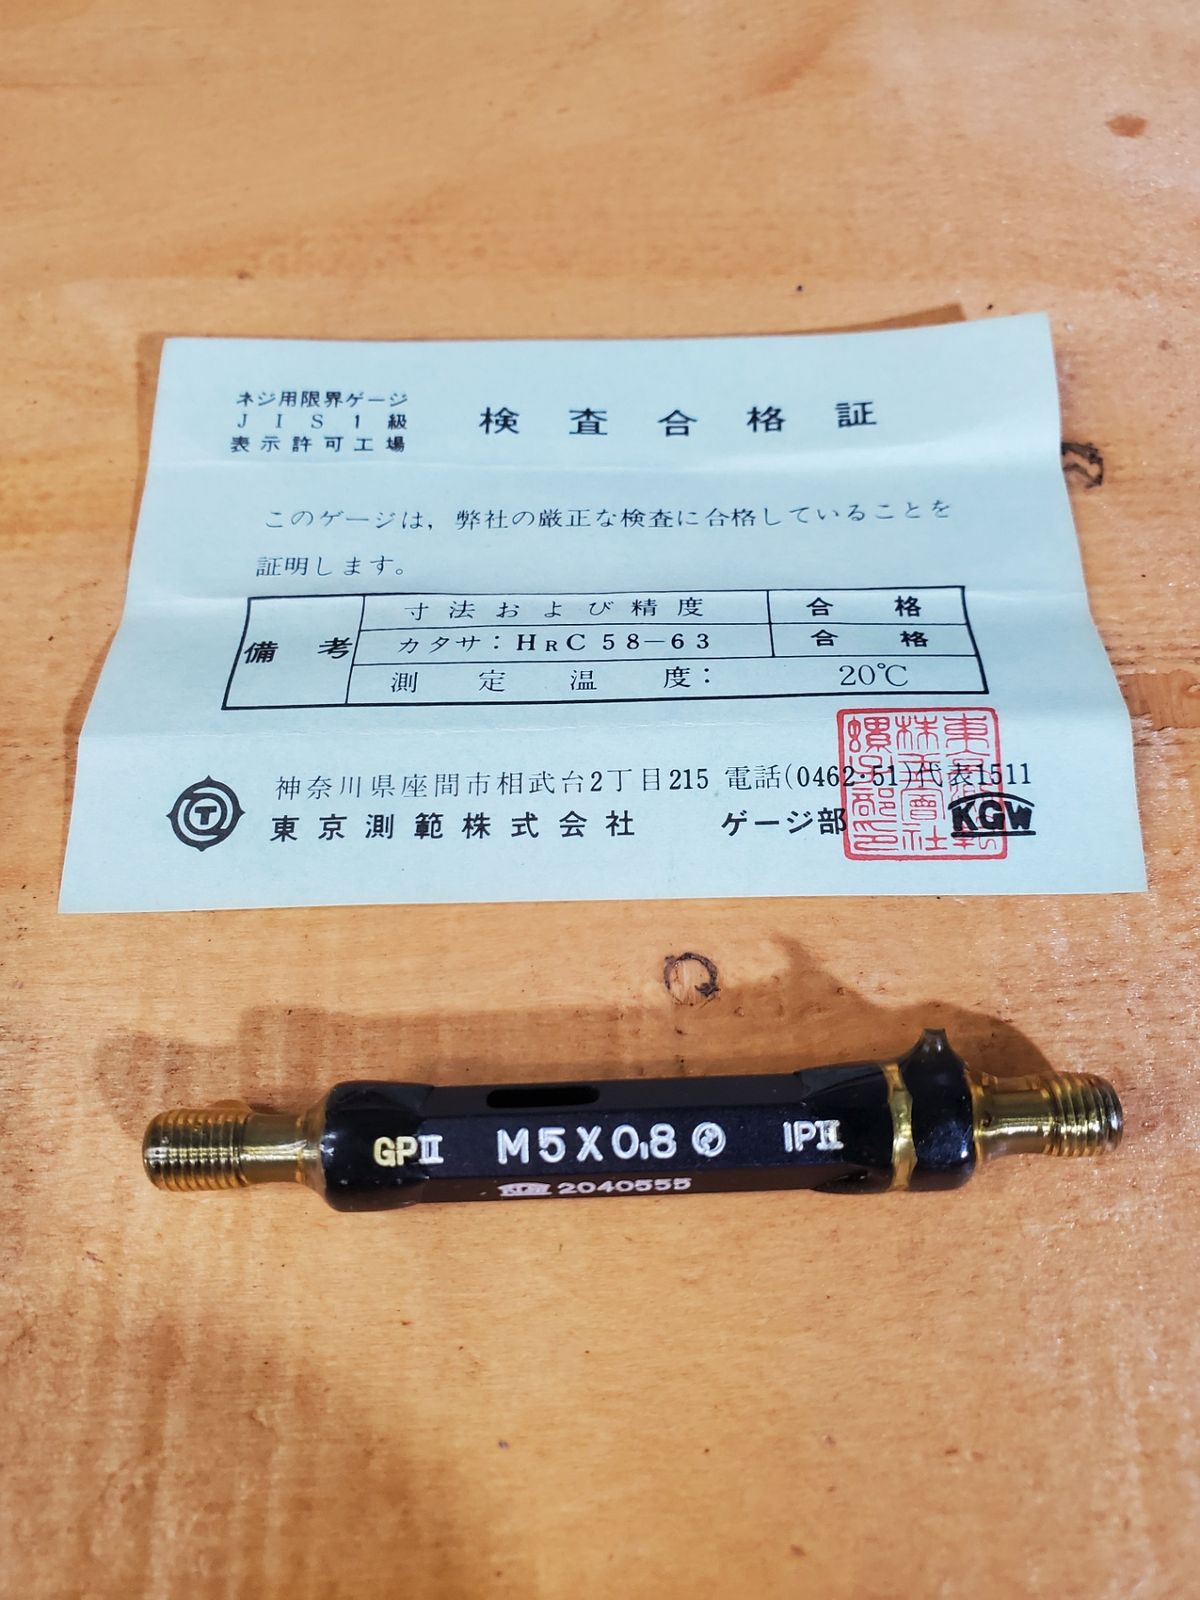 ネジ用限界ゲージ
JIS1級
表示許可工場
検査合格証
このゲージは，弊社の厳正な検査に合格していることを
証明します。
備考
寸法および精度 合格
カタサ：HRC58−63 合格
測定温度： 20℃
神奈川県座間市相武台2丁目215 電話(0462・51)代表1511
東京測範株式会社 ゲージ部 KGW
T
GPII M5X0,8 P IPII
KGW 2040555